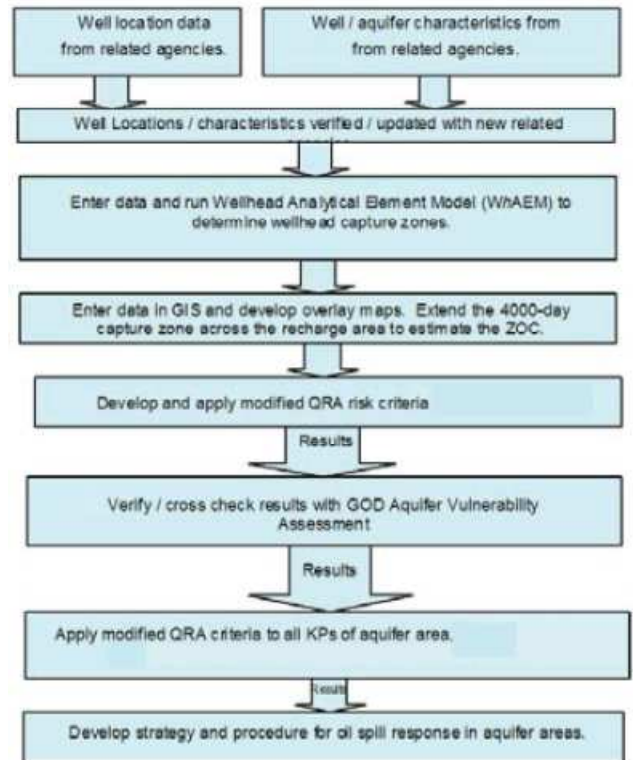 Well location data
from related agencies.
Well / aquifer characteristics from
from related agencies.
Well Locations / characteristics verified / updated with new related
Enter data and run Wellhead Analytical Element Model (WhAEM) to
determine wellhead capture zones.
Enter data in GIS and develop overlay maps. Extend the 4000-day
capture zone across the recharge area to estimate the ZOC.
Develop and apply modified QRA risk criteria
Results
Verify / cross check results with GOD Aquifer Vulnerability
Assessment
Results
Apply modified QRA criteria to all KPs of aquifer area.
Results
Develop strategy and procedure for oil spill response in aquifer areas.